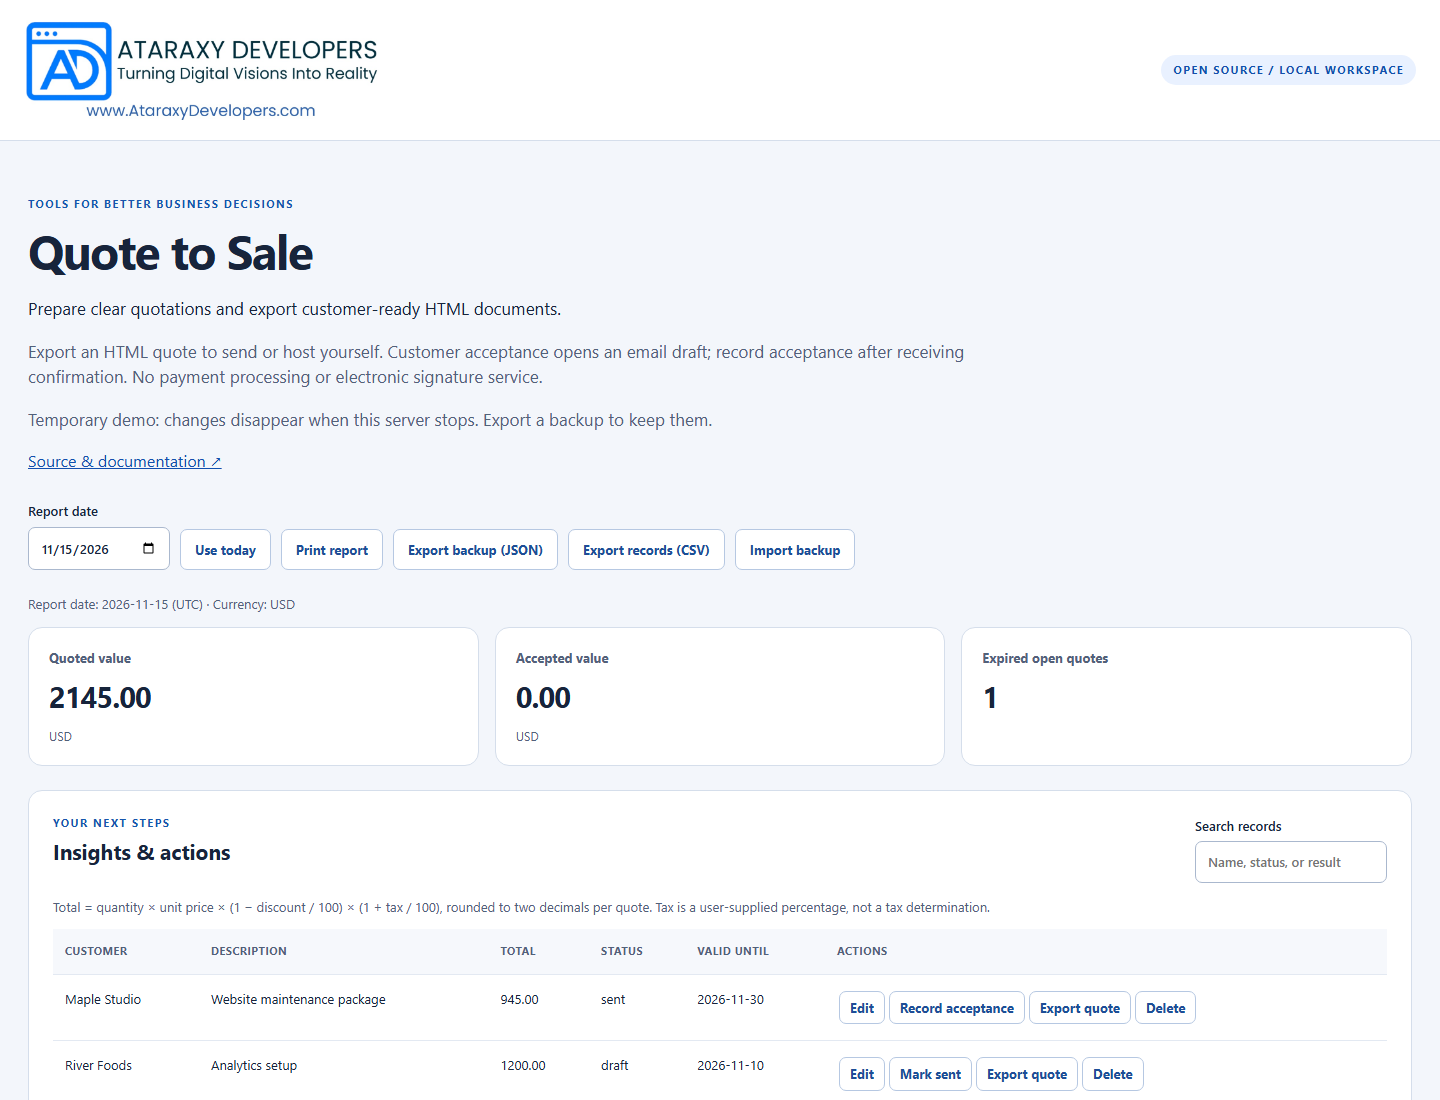 AD
ATARAXY DEVELOPERS
Turning Digital Visions Into Reality
www.AtaraxyDevelopers.com
OPEN SOURCE / LOCAL WORKSPACE
TOOLS FOR BETTER BUSINESS DECISIONS
Quote to Sale
Prepare clear quotations and export customer-ready HTML documents.
Export an HTML quote to send or host yourself. Customer acceptance opens an email draft; record acceptance after receiving
confirmation. No payment processing or electronic signature service.
Temporary demo: changes disappear when this server stops. Export a backup to keep them.
Source & documentation ↗
Report date
11/15/2026 Use today Print report Export backup (JSON) Export records (CSV) Import backup
Report date: 2026-11-15 (UTC) · Currency: USD
Quoted value Accepted value Expired open quotes
2145.00 0.00 1
USD USD
YOUR NEXT STEPS
Insights & actions
Search records
Name, status, or result
Total = quantity × unit price × (1 − discount / 100) × (1 + tax / 100), rounded to two decimals per quote. Tax is a user-supplied percentage, not a tax determination.
CUSTOMER DESCRIPTION TOTAL STATUS VALID UNTIL ACTIONS
Maple Studio Website maintenance package 945.00 sent 2026-11-30 Edit Record acceptance Export quote Delete
River Foods Analytics setup 1200.00 draft 2026-11-10 Edit Mark sent Export quote Delete